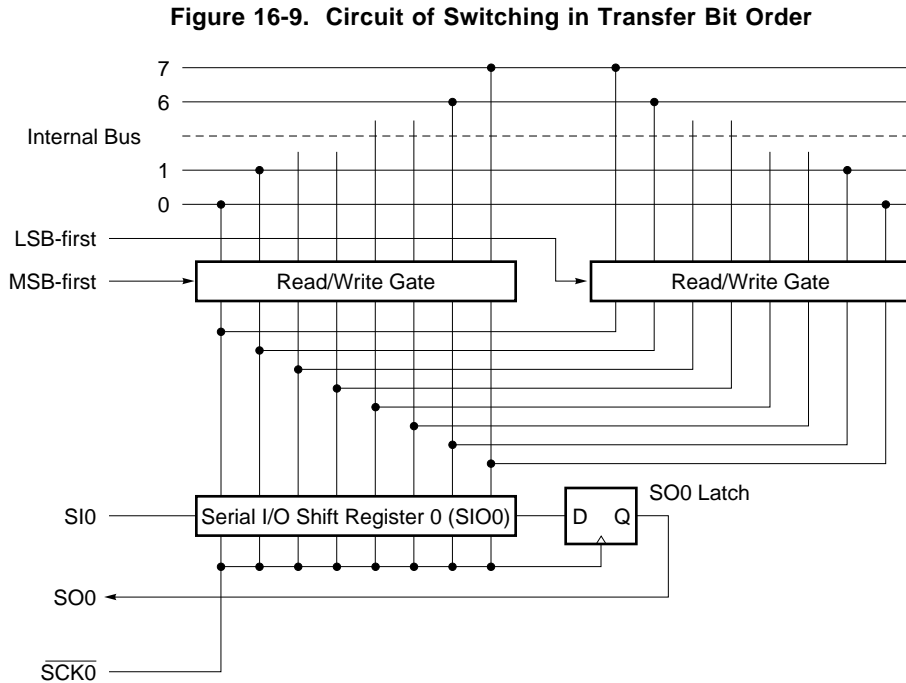 Figure 16-9. Circuit of Switching in Transfer Bit Order
7
6
Internal Bus
1
0
LSB-first
MSB-first
Read/Write Gate
Read/Write Gate
SO0 Latch
SI0
Serial I/O Shift Register 0 (SIO0)
D Q
SO0
S̅C̅K̅0̅